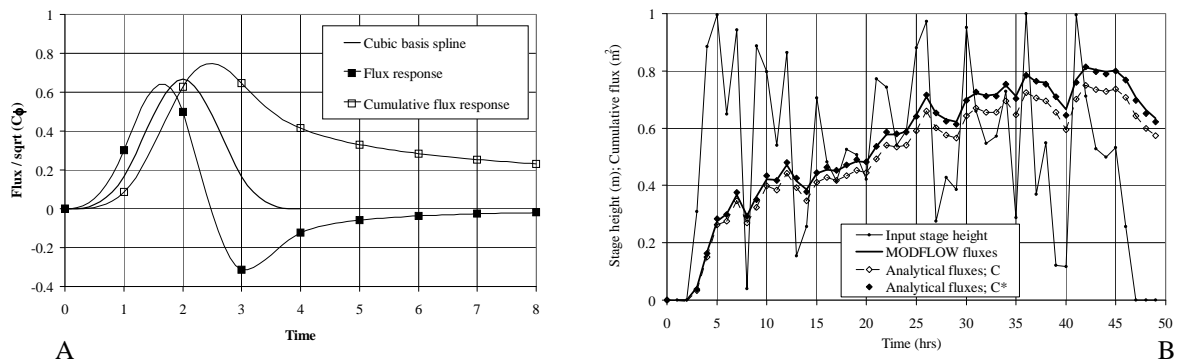 1
0.8
0.6
0.4
0.2
0
-0.2
-0.4
Flux / sqrt (Cϕ)
Cubic basis spline
Flux response
Cumulative flux response
0 1 2 3 4 5 6 7 8
Time
A
1
0.8
0.6
0.4
0.2
0
Stage height (m); Cumulative flux (m²)
Input stage height
MODFLOW fluxes
Analytical fluxes; C
Analytical fluxes; C*
0 5 10 15 20 25 30 35 40 45 50
Time (hrs)
B